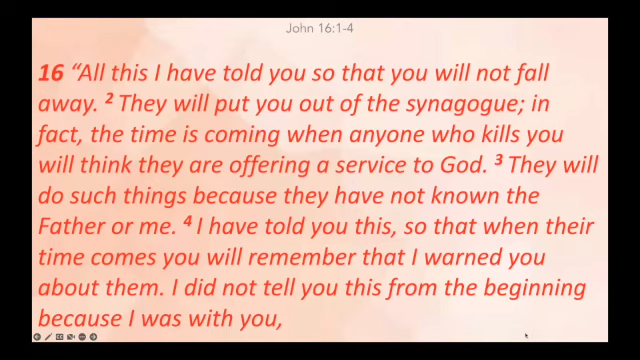 John 16:1-4
16 “All this I have told you so that you will not fall
away. 2 They will put you out of the synagogue; in
fact, the time is coming when anyone who kills you
will think they are offering a service to God. 3 They will
do such things because they have not known the
Father or me. 4 I have told you this, so that when their
time comes you will remember that I warned you
about them. I did not tell you this from the beginning
because I was with you,